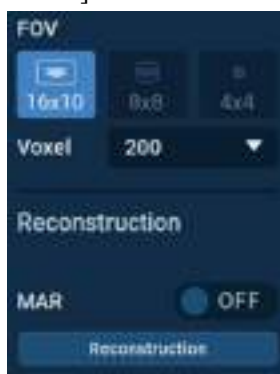 FOV
16x10 8x8 4x4
Voxel 200
Reconstruction
MAR OFF
Reconstruction